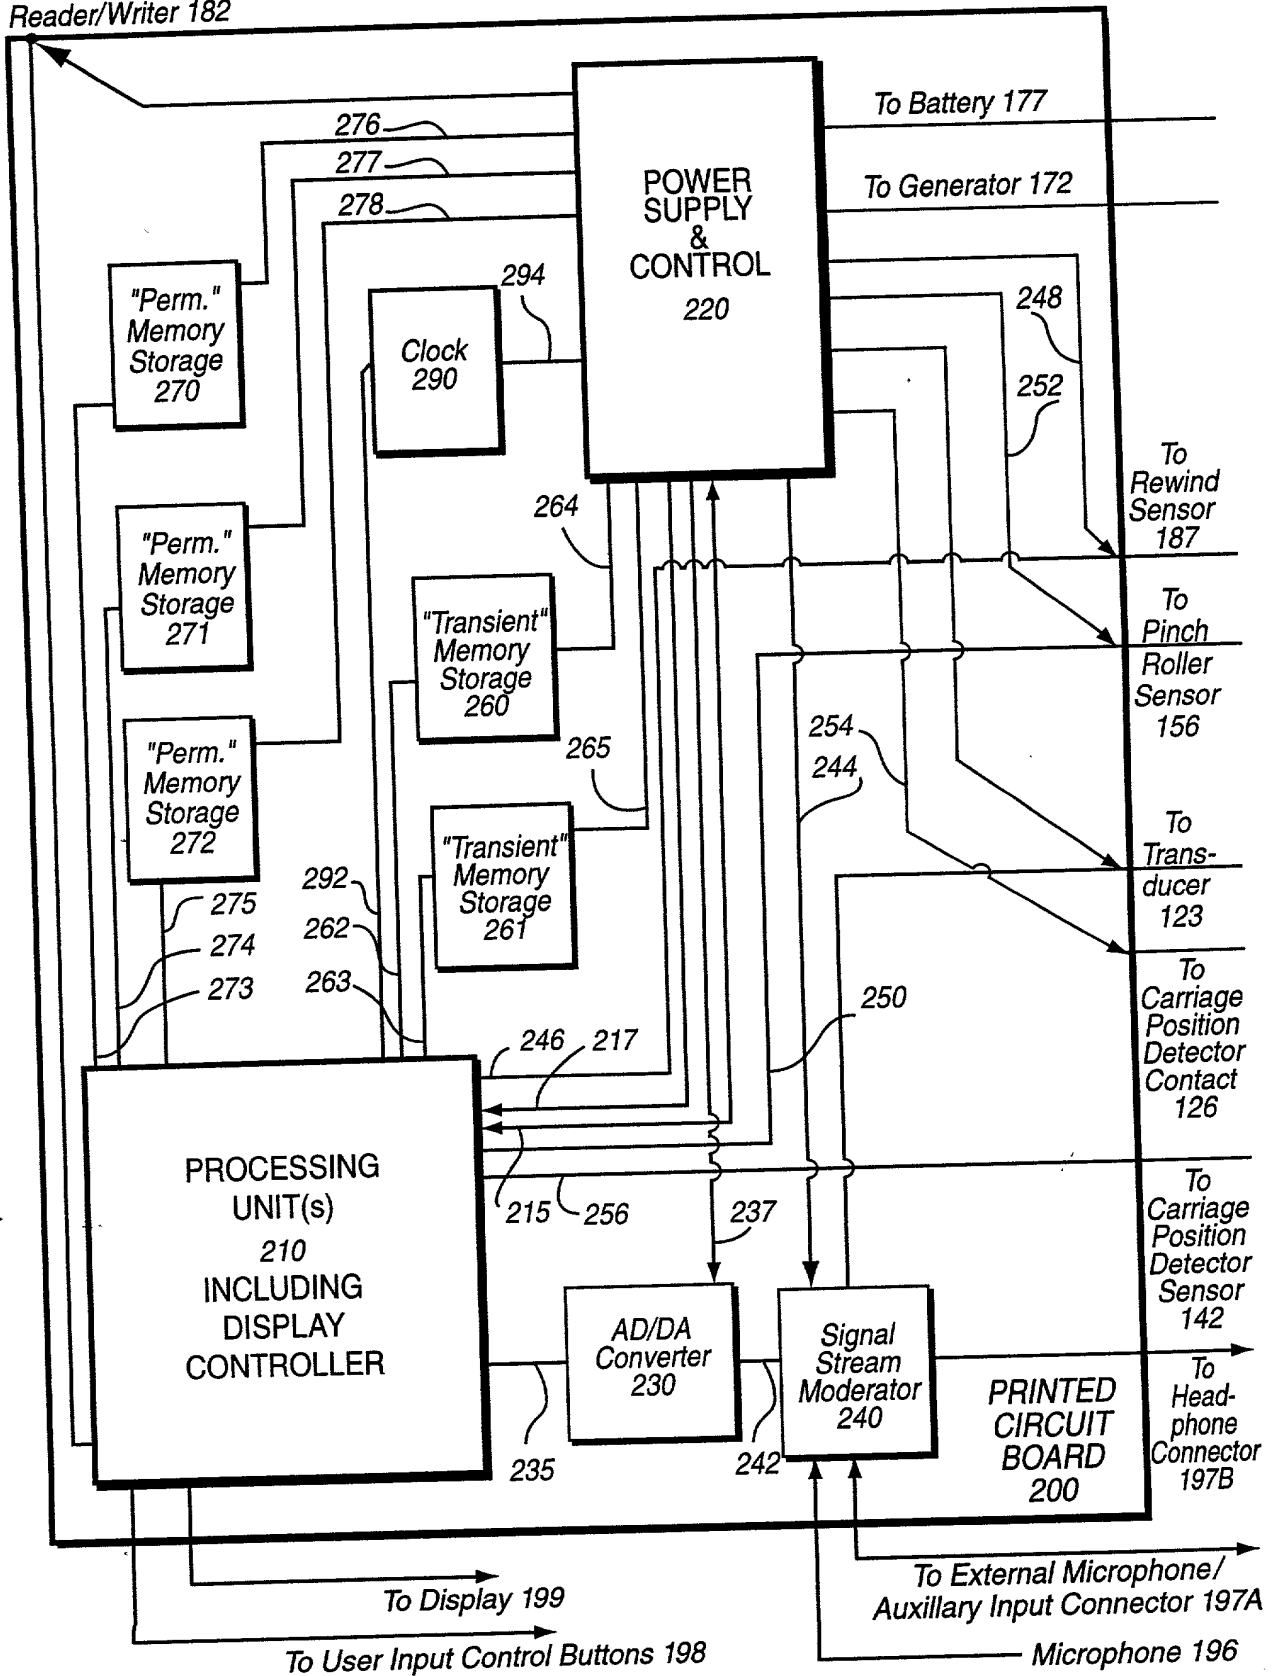 Reader/Writer 182
To Battery 177
276
277
POWER
SUPPLY
&
CONTROL
220
To Generator 172
278
294
248
"Perm."
Memory
Storage
270
Clock
290
252
To
Rewind
Sensor
187
264
"Perm."
Memory
Storage
271
"Transient"
Memory
Storage
260
To
Pinch
Roller
Sensor
156
254
265
244
"Perm."
Memory
Storage
272
"Transient"
Memory
Storage
261
To
Trans-
ducer
123
292
275
262
274
263
273
250
To
Carriage
Position
Detector
Contact
126
246
217
PROCESSING
UNIT(s)
210
INCLUDING
DISPLAY
CONTROLLER
215
256
237
To
Carriage
Position
Detector
Sensor
142
AD/DA
Converter
230
Signal
Stream
Moderator
240
235
242
PRINTED
CIRCUIT
BOARD
200
To
Head-
phone
Connector
197B
To Display 199
To External Microphone/
Auxillary Input Connector 197A
To User Input Control Buttons 198
Microphone 196